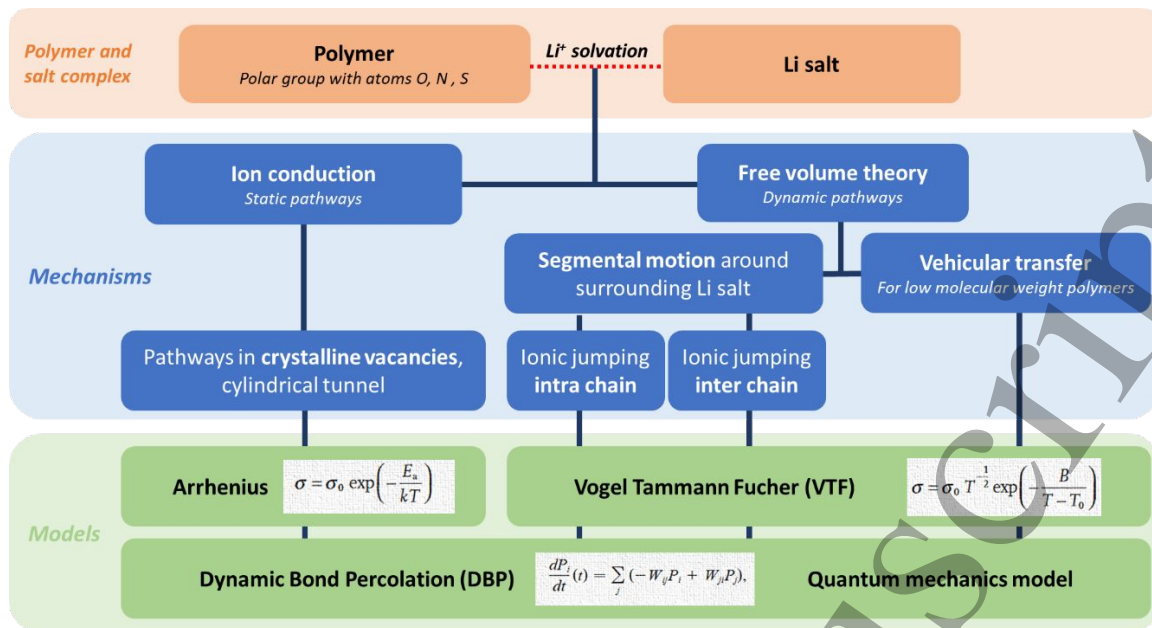 Polymer and
salt complex
Polymer
Polar group with atoms O, N , S
Li⁺ solvation
Li salt
Mechanisms
Ion conduction
Static pathways
Free volume theory
Dynamic pathways
Segmental motion around
surrounding Li salt
Vehicular transfer
For low molecular weight polymers
Pathways in crystalline vacancies,
cylindrical tunnel
Ionic jumping
intra chain
Ionic jumping
inter chain
Models
Arrhenius
σ = σ₀ exp(−Eₐ/kT)
Vogel Tammann Fucher (VTF)
σ = σ₀ T^(-1/2) exp(−B/(T − T₀))
Dynamic Bond Percolation (DBP)
dPᵢ/dt (t) = ∑ⱼ (−WᵢⱼPᵢ + WⱼᵢPⱼ),
Quantum mechanics model
script